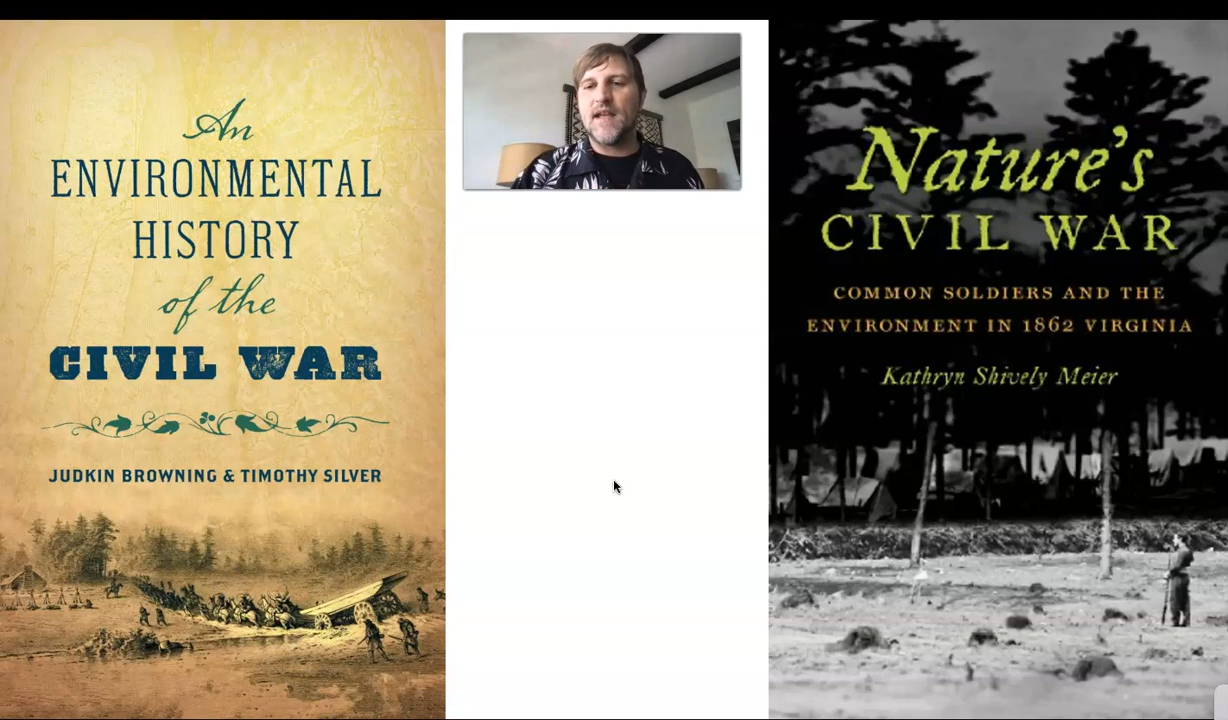 An
ENVIRONMENTAL
HISTORY
of the
CIVIL WAR
JUDKIN BROWNING & TIMOTHY SILVER
Nature's
CIVIL WAR
COMMON SOLDIERS AND THE
ENVIRONMENT IN 1862 VIRGINIA
Kathryn Shively Meier